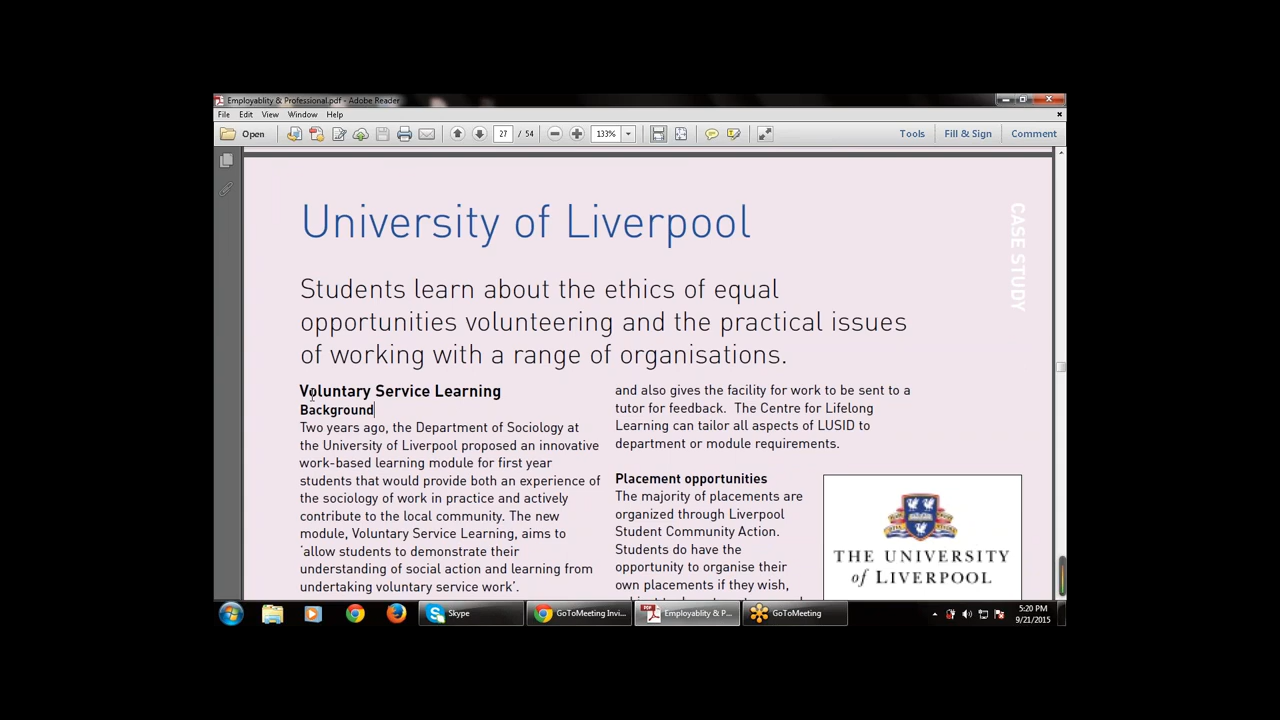 Employablity & Professional.pdf - Adobe Reader
File Edit View Window Help
Open 27 / 54 133% Tools Fill & Sign Comment
University of Liverpool
CASE STUDY
Students learn about the ethics of equal
opportunities volunteering and the practical issues
of working with a range of organisations.
Voluntary Service Learning
Background
Two years ago, the Department of Sociology at
the University of Liverpool proposed an innovative
work-based learning module for first year
students that would provide both an experience of
the sociology of work in practice and actively
contribute to the local community. The new
module, Voluntary Service Learning, aims to
'allow students to demonstrate their
understanding of social action and learning from
undertaking voluntary service work'.
and also gives the facility for work to be sent to a
tutor for feedback. The Centre for Lifelong
Learning can tailor all aspects of LUSID to
department or module requirements.
Placement opportunities
The majority of placements are
organized through Liverpool
Student Community Action.
Students do have the
opportunity to organise their
own placements if they wish,
THE UNIVERSITY
of LIVERPOOL
Skype GoToMeeting Invi... Employablity & P... GoToMeeting
5:20 PM
9/21/2015